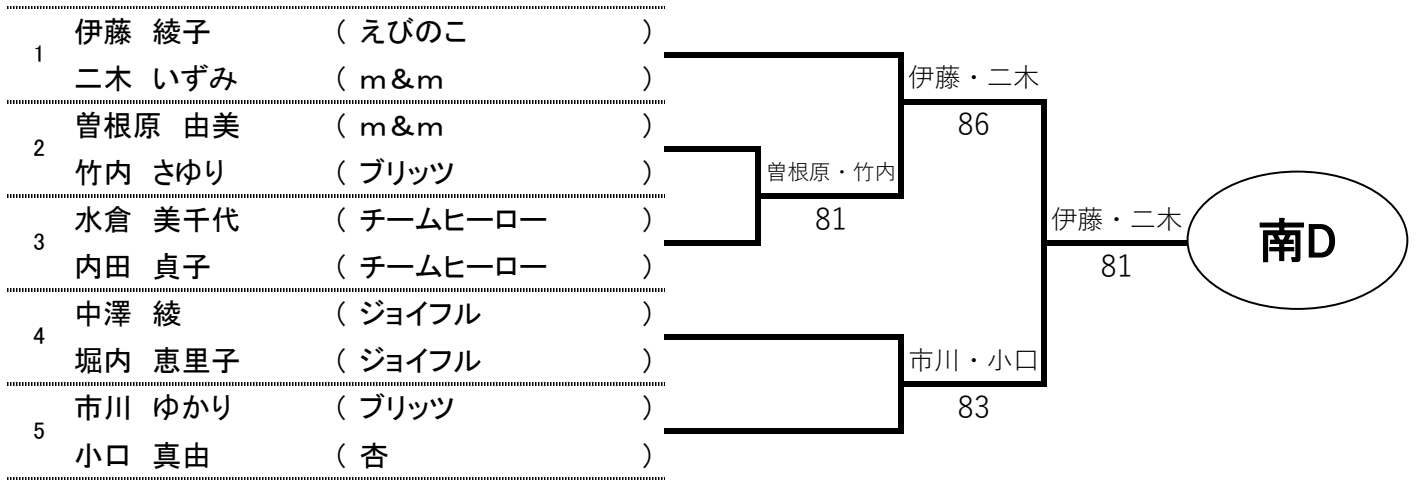 1
伊藤 綾子 ( えびのこ )
二木 いずみ ( m&m )
2
曽根原 由美 ( m&m )
竹内 さゆり ( ブリッツ )
3
水倉 美千代 ( チームヒーロー )
内田 貞子 ( チームヒーロー )
4
中澤 綾 ( ジョイフル )
堀内 恵里子 ( ジョイフル )
5
市川 ゆかり ( ブリッツ )
小口 真由 ( 杏 )
曽根原・竹内
81
伊藤・二木
86
市川・小口
83
伊藤・二木
81
南D